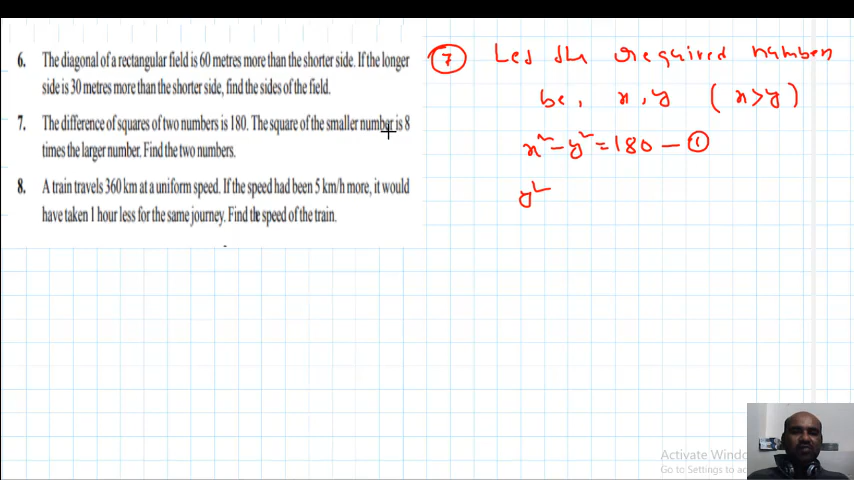 6. The diagonal of a rectangular field is 60 metres more than the shorter side. If the longer
side is 30 metres more than the shorter side, find the sides of the field.
7. The difference of squares of two numbers is 180. The square of the smaller number is 8
times the larger number. Find the two numbers.
8. A train travels 360 km at a uniform speed. If the speed had been 5 km/h more, it would
have taken 1 hour less for the same journey. Find the speed of the train.
7 Let the required number
be, x, y (x>y)
x² - y² = 180 — 1
y²
Activate Windo
Go to Settings to a